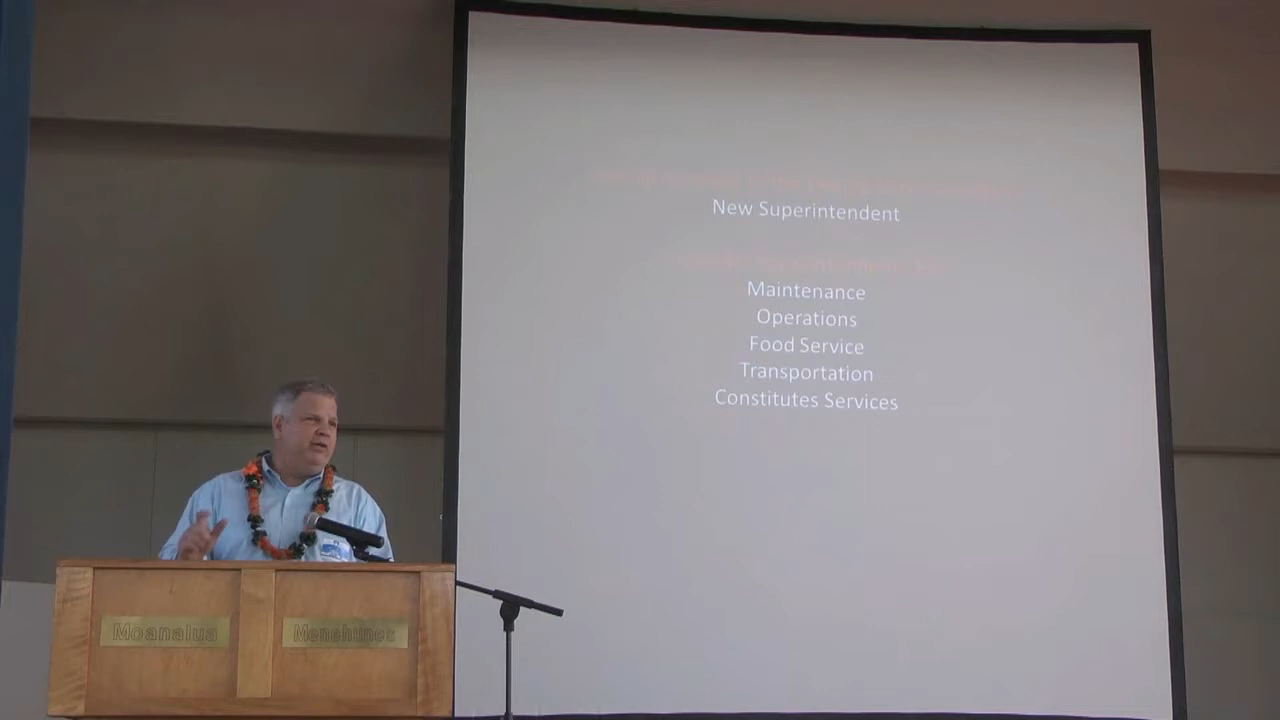 New Superintendent
Maintenance
Operations
Food Service
Transportation
Constitutes Services
Moanalua
Menehunes